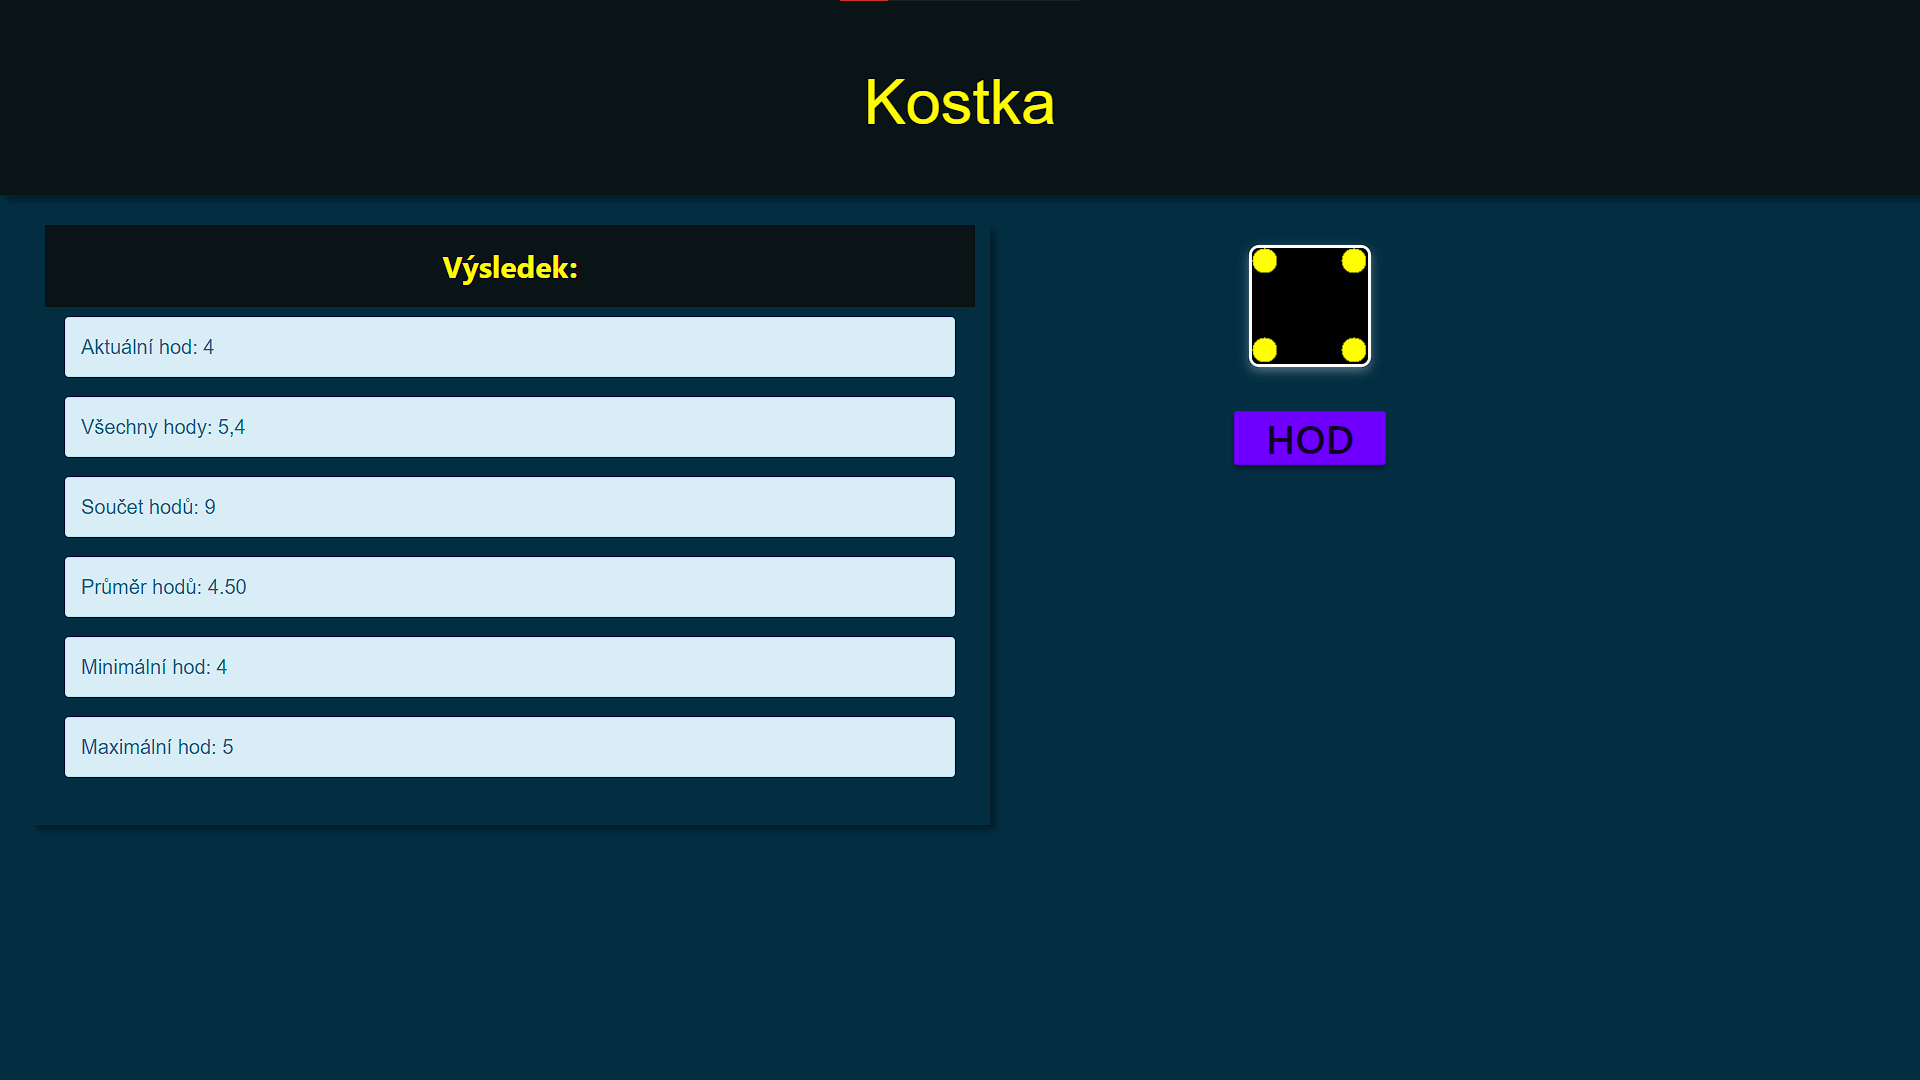 Kostka
Výsledek:
Aktuální hod: 4
Všechny hody: 5,4
Součet hodů: 9
Průměr hodů: 4.50
Minimální hod: 4
Maximální hod: 5
HOD